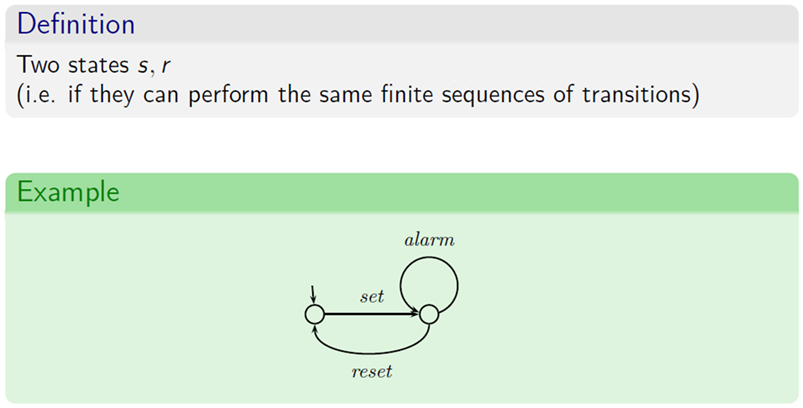 Definition
Two states s, r
(i.e. if they can perform the same finite sequences of transitions)
Example
alarm
set
reset